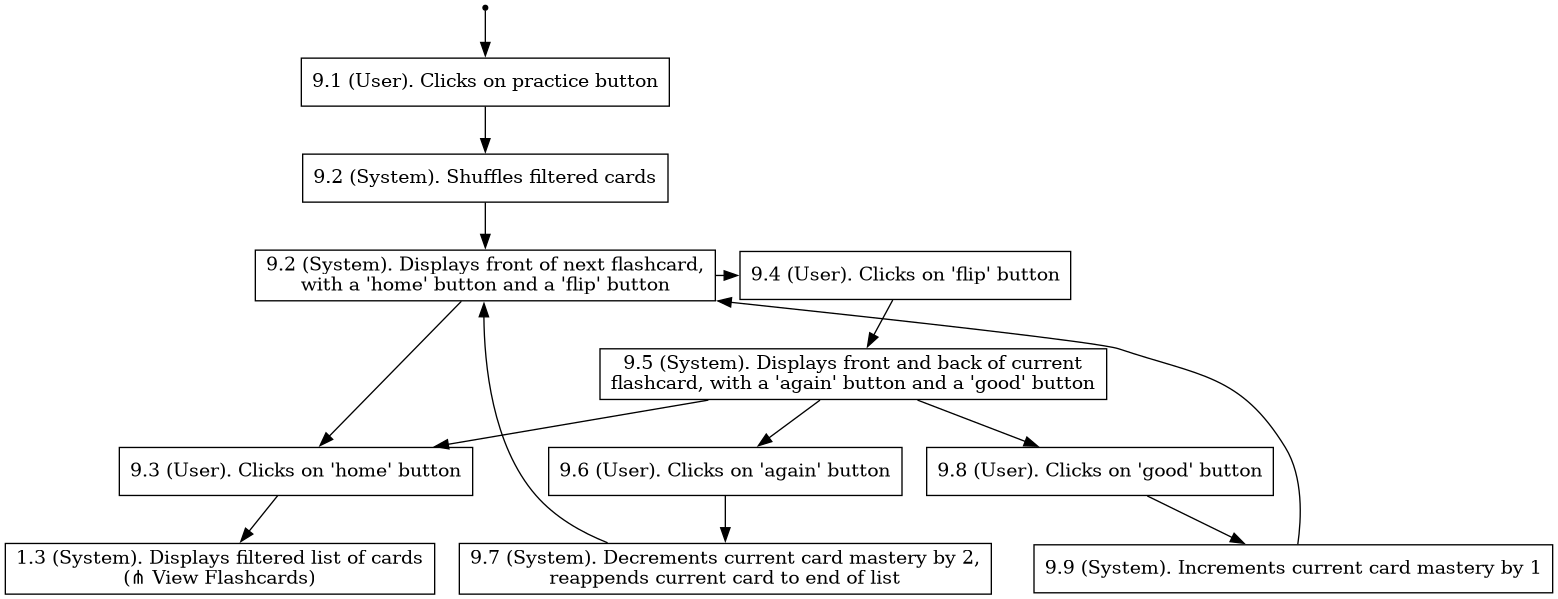 9.1 (User). Clicks on practice button
9.2 (System). Shuffles filtered cards
9.2 (System). Displays front of next flashcard,
with a 'home' button and a 'flip' button
9.4 (User). Clicks on 'flip' button
9.5 (System). Displays front and back of current
flashcard, with a 'again' button and a 'good' button
9.3 (User). Clicks on 'home' button
9.6 (User). Clicks on 'again' button
9.8 (User). Clicks on 'good' button
1.3 (System). Displays filtered list of cards
(⋔ View Flashcards)
9.7 (System). Decrements current card mastery by 2,
reappends current card to end of list
9.9 (System). Increments current card mastery by 1